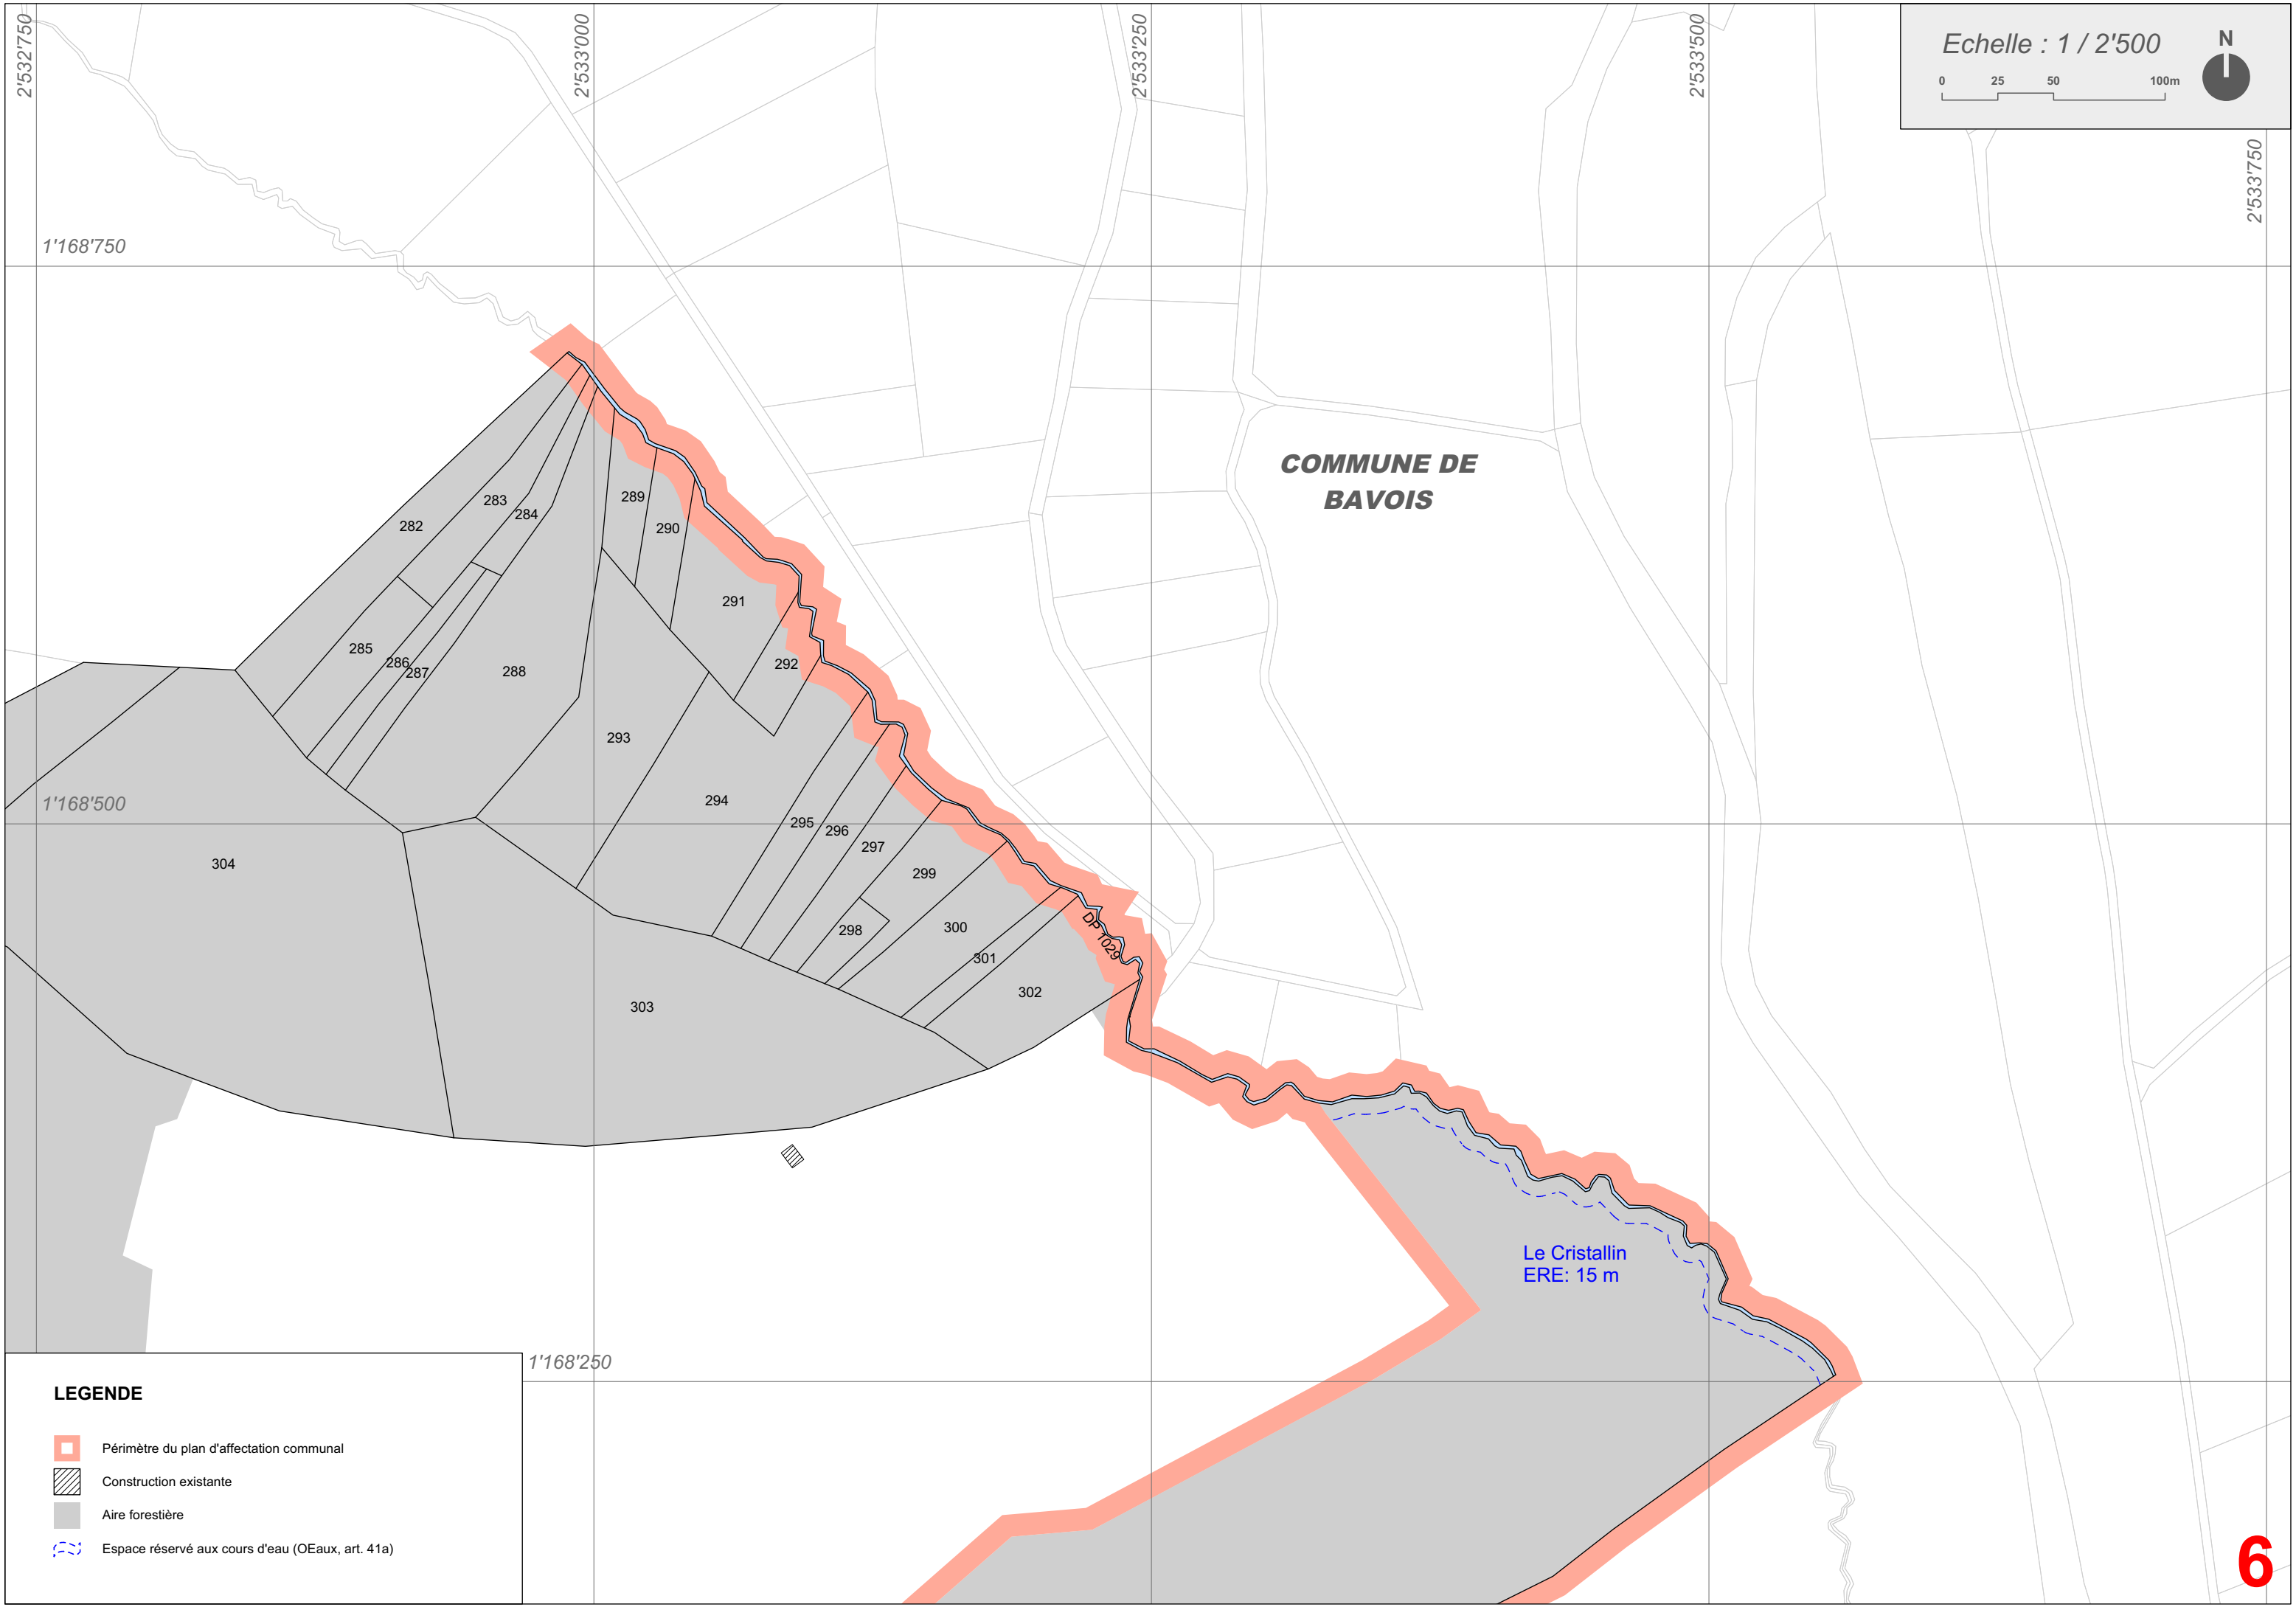 2'532'750
2'533'000
2'533'250
2'533'500
2'533'750
Echelle : 1 / 2'500
N
0 25 50 100m
1'168'750
COMMUNE DE
BAVOIS
282
283
284
289
290
291
285
286
287
288
292
293
294
1'168'500
295
296
297
304
299
298
300
DP 1029
301
302
303
Le Cristallin
ERE: 15 m
1'168'250
LEGENDE
Périmètre du plan d'affectation communal
Construction existante
Aire forestière
Espace réservé aux cours d'eau (OEaux, art. 41a)
6